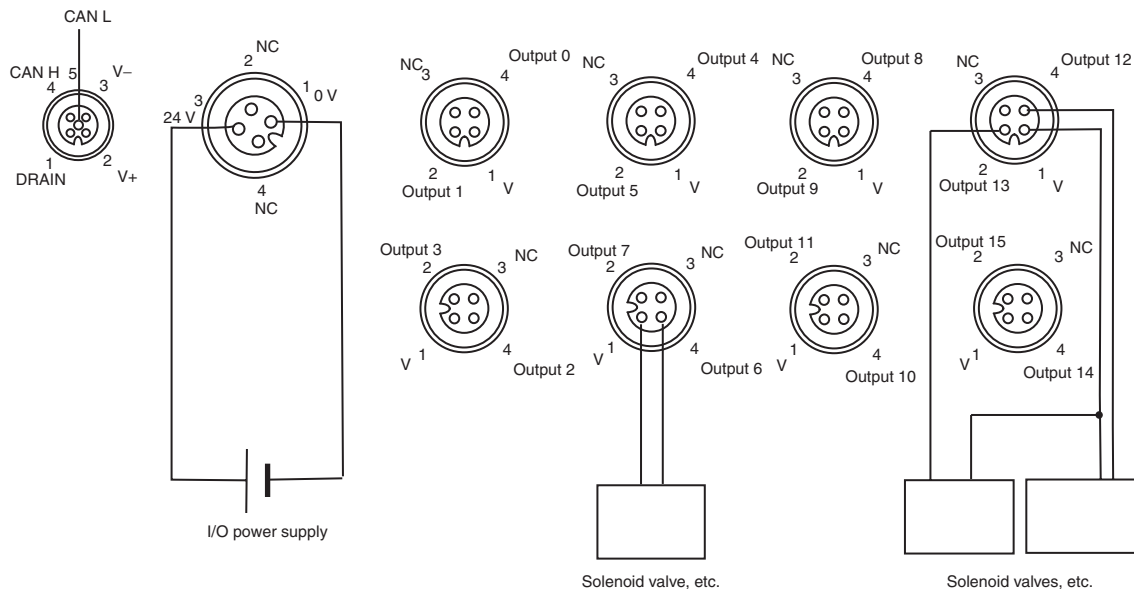 CAN L
CAN H
5
4
3
V–
1
DRAIN
2
V+
NC
2
3
24 V
1
0 V
4
NC
I/O power supply
NC
3
4
Output 0
2
Output 1
1
V
NC
3
4
Output 4
2
Output 5
1
V
NC
3
4
Output 8
2
Output 9
1
V
NC
3
4
Output 12
2
Output 13
1
V
Output 3
2
3
NC
V
1
4
Output 2
Output 7
2
3
NC
V
1
4
Output 6
Output 11
2
3
NC
V
1
4
Output 10
Output 15
2
3
NC
V
1
4
Output 14
Solenoid valve, etc.
Solenoid valves, etc.